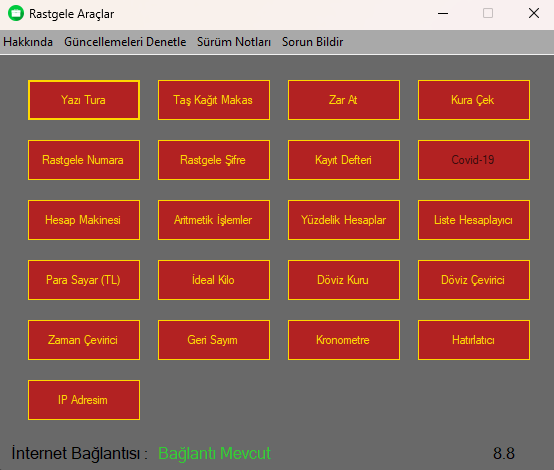 Rastgele Araçlar
Hakkında Güncellemeleri Denetle Sürüm Notları Sorun Bildir
Yazı Tura Taş Kağıt Makas Zar At Kura Çek
Rastgele Numara Rastgele Şifre Kayıt Defteri Covid-19
Hesap Makinesi Aritmetik İşlemler Yüzdelik Hesaplar Liste Hesaplayıcı
Para Sayar (TL) İdeal Kilo Döviz Kuru Döviz Çevirici
Zaman Çevirici Geri Sayım Kronometre Hatırlatıcı
IP Adresim
İnternet Bağlantısı : Bağlantı Mevcut 8.8